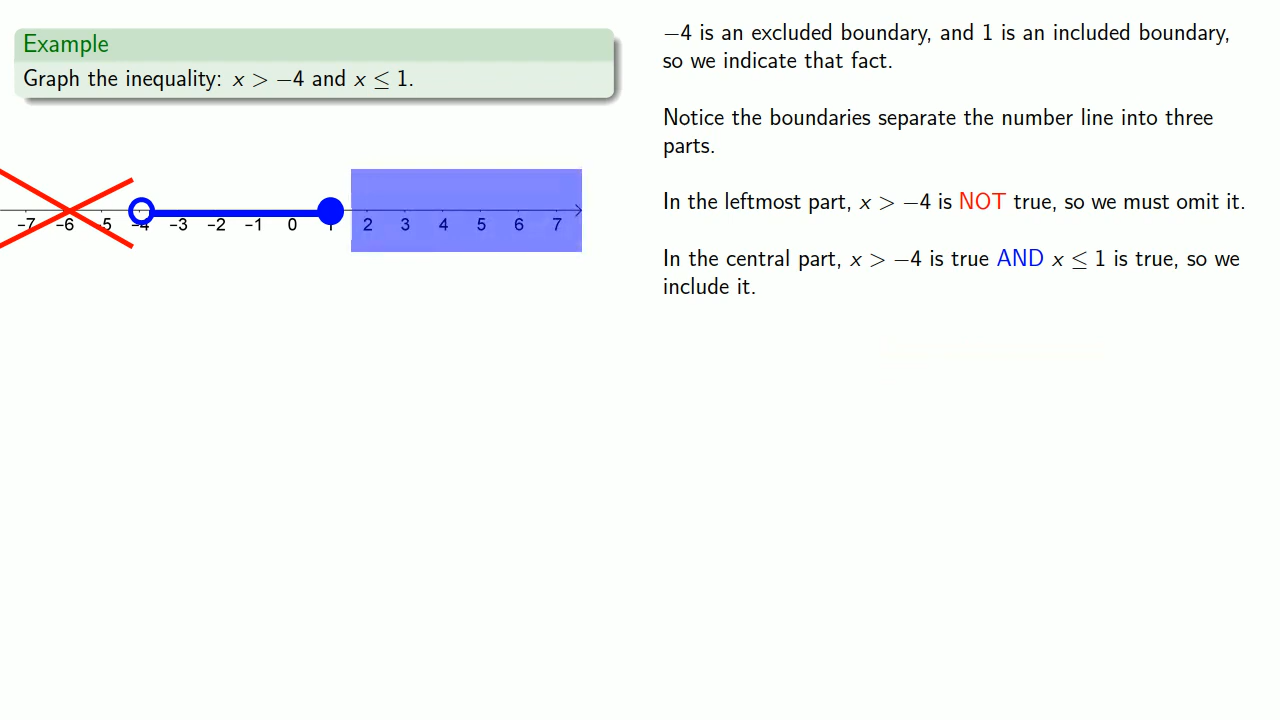 Example
Graph the inequality: x > −4 and x ≤ 1.
−4 is an excluded boundary, and 1 is an included boundary,
so we indicate that fact.
Notice the boundaries separate the number line into three
parts.
In the leftmost part, x > −4 is NOT true, so we must omit it.
In the central part, x > −4 is true AND x ≤ 1 is true, so we
include it.
−7 −6 −5 −4 −3 −2 −1 0 1 2 3 4 5 6 7